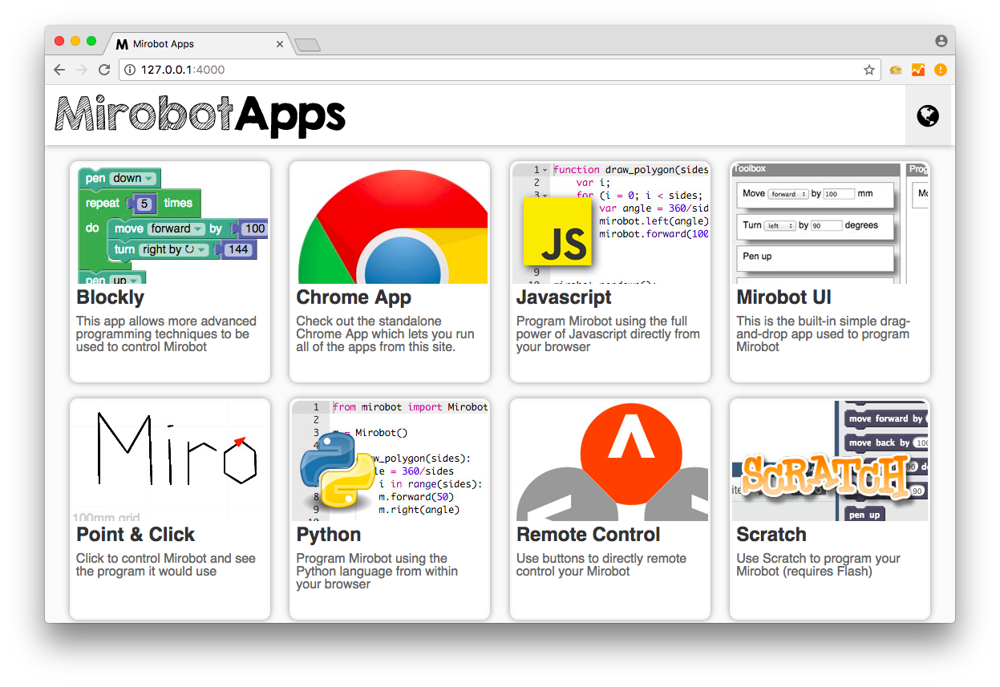 Mirobot Apps
127.0.0.1:4000
MirobotApps
pen down
repeat 5 times
do move forward by 100
turn right by 144
pen up
Blockly
This app allows more advanced
programming techniques to be
used to control Mirobot
Chrome App
Check out the standalone
Chrome App which lets you run
all of the apps from this site.
1 function draw_polygon(sides
2 var i;
3 for (i = 0; i < sides;
var angle = 360/sid
mirobot.left(angle)
mirobot.forward(100
9
10
JS
Javascript
Program Mirobot using the full
power of Javascript directly from
your browser
Toolbox
Move forward by 100 mm
Turn left by 90 degrees
Pen up
Mirobot UI
This is the built-in simple drag-
and-drop app used to program
Mirobot
Miro
100mm grid
Point & Click
Click to control Mirobot and see
the program it would use
1 from mirobot import Mirobot
2
3 = Mirobot()
4
w_polygon(sides):
le = 360/sides
i in range(sides):
8 m.forward(50)
9 m.right(angle)
Python
Program Mirobot using the
Python language from within
your browser
Remote Control
Use buttons to directly remote
control your Mirobot
move forward by
move back by 100
90
90
pen up
SCRATCH
Scratch
Use Scratch to program your
Mirobot (requires Flash)